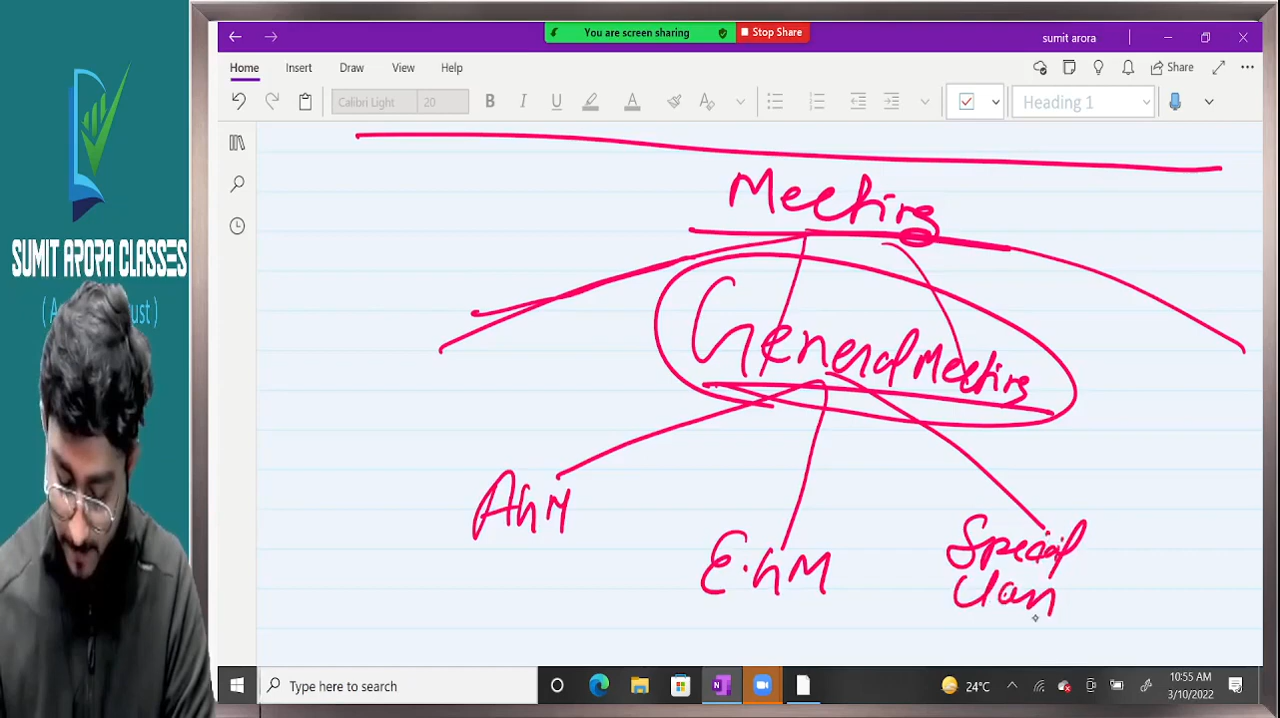 You are screen sharing
Stop Share
sumit arora
Home Insert Draw View Help
Share
Calibri Light 20 B I U A Heading 1
Meeting
General Meeting
AGM
E.GM
Special
Class
SUMIT ARORA CLASSES
Type here to search
24°C
10:55 AM
3/10/2022